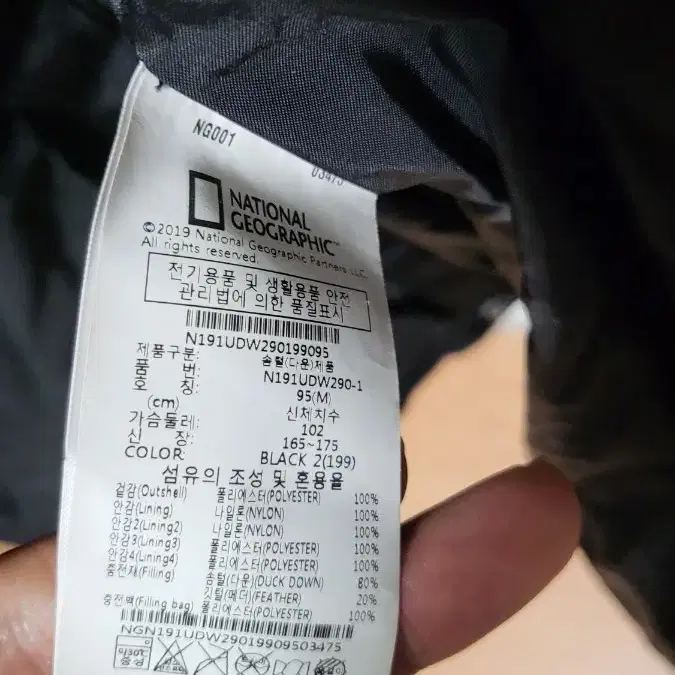 NG001
03475
NATIONAL
GEOGRAPHIC™
©2019 National Geographic Partners LLC.
All rights reserved.
전기용품 및 생활용품 안전
관리법에 의한 품질표시
N191UDW290199095
제품구분: 솜털(다운)제품
품 번: N191UDW290-1
호 칭: 95(M)
(cm) 신체치수
가슴둘레: 102
신 장: 165~175
COLOR: BLACK 2(199)
섬유의 조성 및 혼용율
겉감(Outshell) 폴리에스터(POLYESTER) 100%
안감(Lining) 나일론(NYLON) 100%
안감2(Lining2) 나일론(NYLON) 100%
안감3(Lining3) 폴리에스터(POLYESTER) 100%
안감4(Lining4) 폴리에스터(POLYESTER) 100%
충전재(Filling) 솜털(다운)(DUCK DOWN) 80%
깃털(페더)(FEATHER) 20%
충전백(Filling bag) 폴리에스터(POLYESTER) 100%
NGN191UDW29019909503475
약30℃
중성